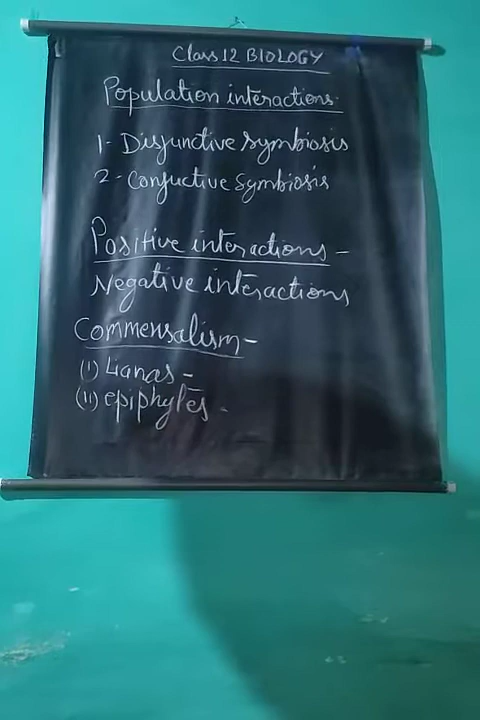 Class 12 BIOLOGY
Population interactions.
1- Disjunctive Symbiosis
2-Conjuctive Symbiosis
Positive interactions -
Negative interactions
Commensalism-
(i) Lianas -
(ii) epiphytes -